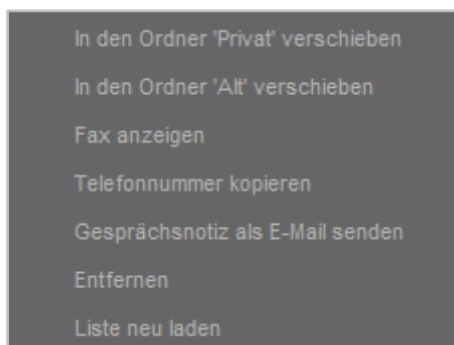 In den Ordner 'Privat' verschieben
In den Ordner 'Alt' verschieben
Fax anzeigen
Telefonnummer kopieren
Gesprächsnotiz als E-Mail senden
Entfernen
Liste neu laden